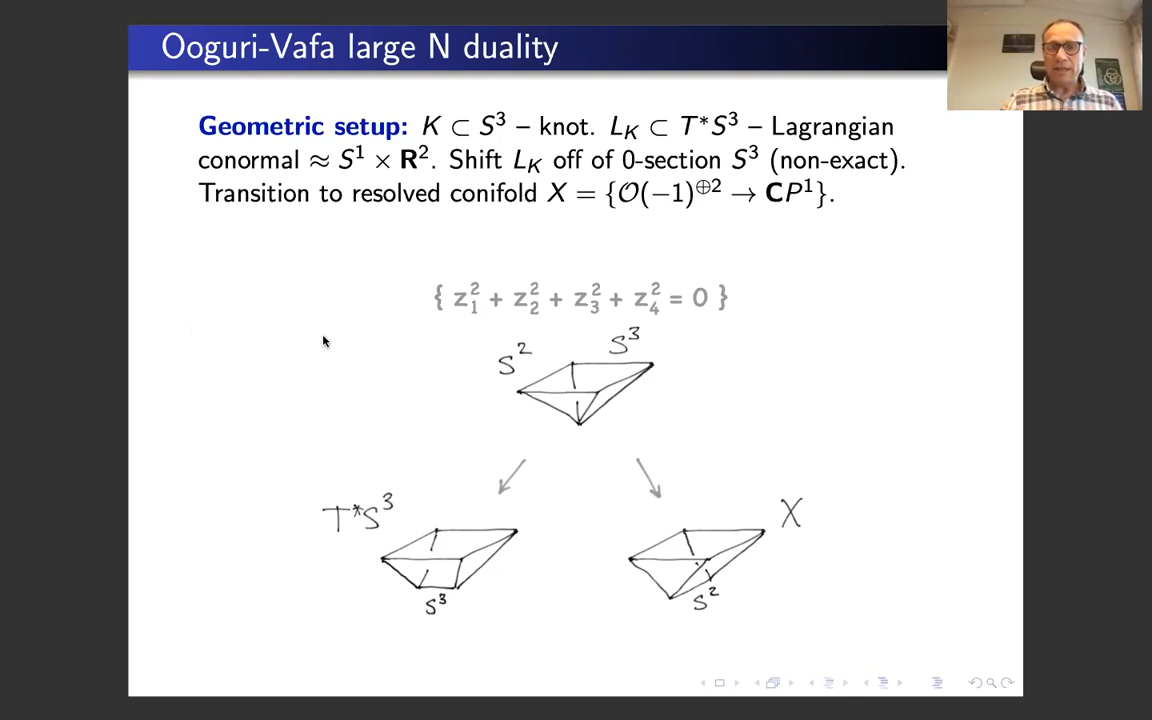 Ooguri-Vafa large N duality
Geometric setup: K ⊂ S³ – knot. L_K ⊂ T*S³ – Lagrangian
conormal ≈ S¹ × R². Shift L_K off of 0-section S³ (non-exact).
Transition to resolved conifold X = {𝒪(−1)^{⊕2} → CP¹}.
{ z₁² + z₂² + z₃² + z₄² = 0 }
S² S³
T*S³ X
S³ S²